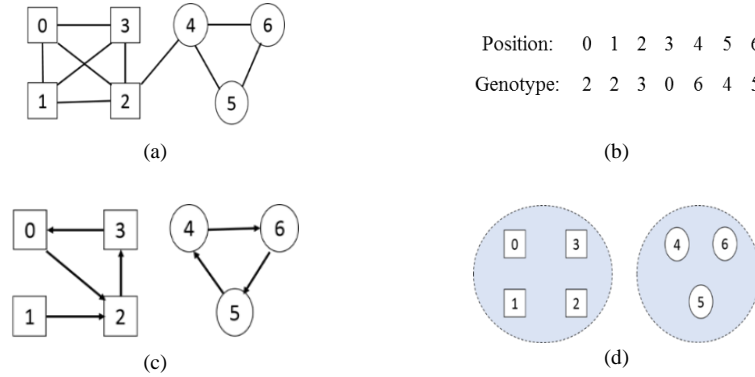 0 3 4 6
1 2 5
(a)
Position: 0 1 2 3 4 5 6
Genotype: 2 2 3 0 6 4 5
(b)
0 3 4 6
1 2 5
(c)
0 3 4 6
1 2 5
(d)